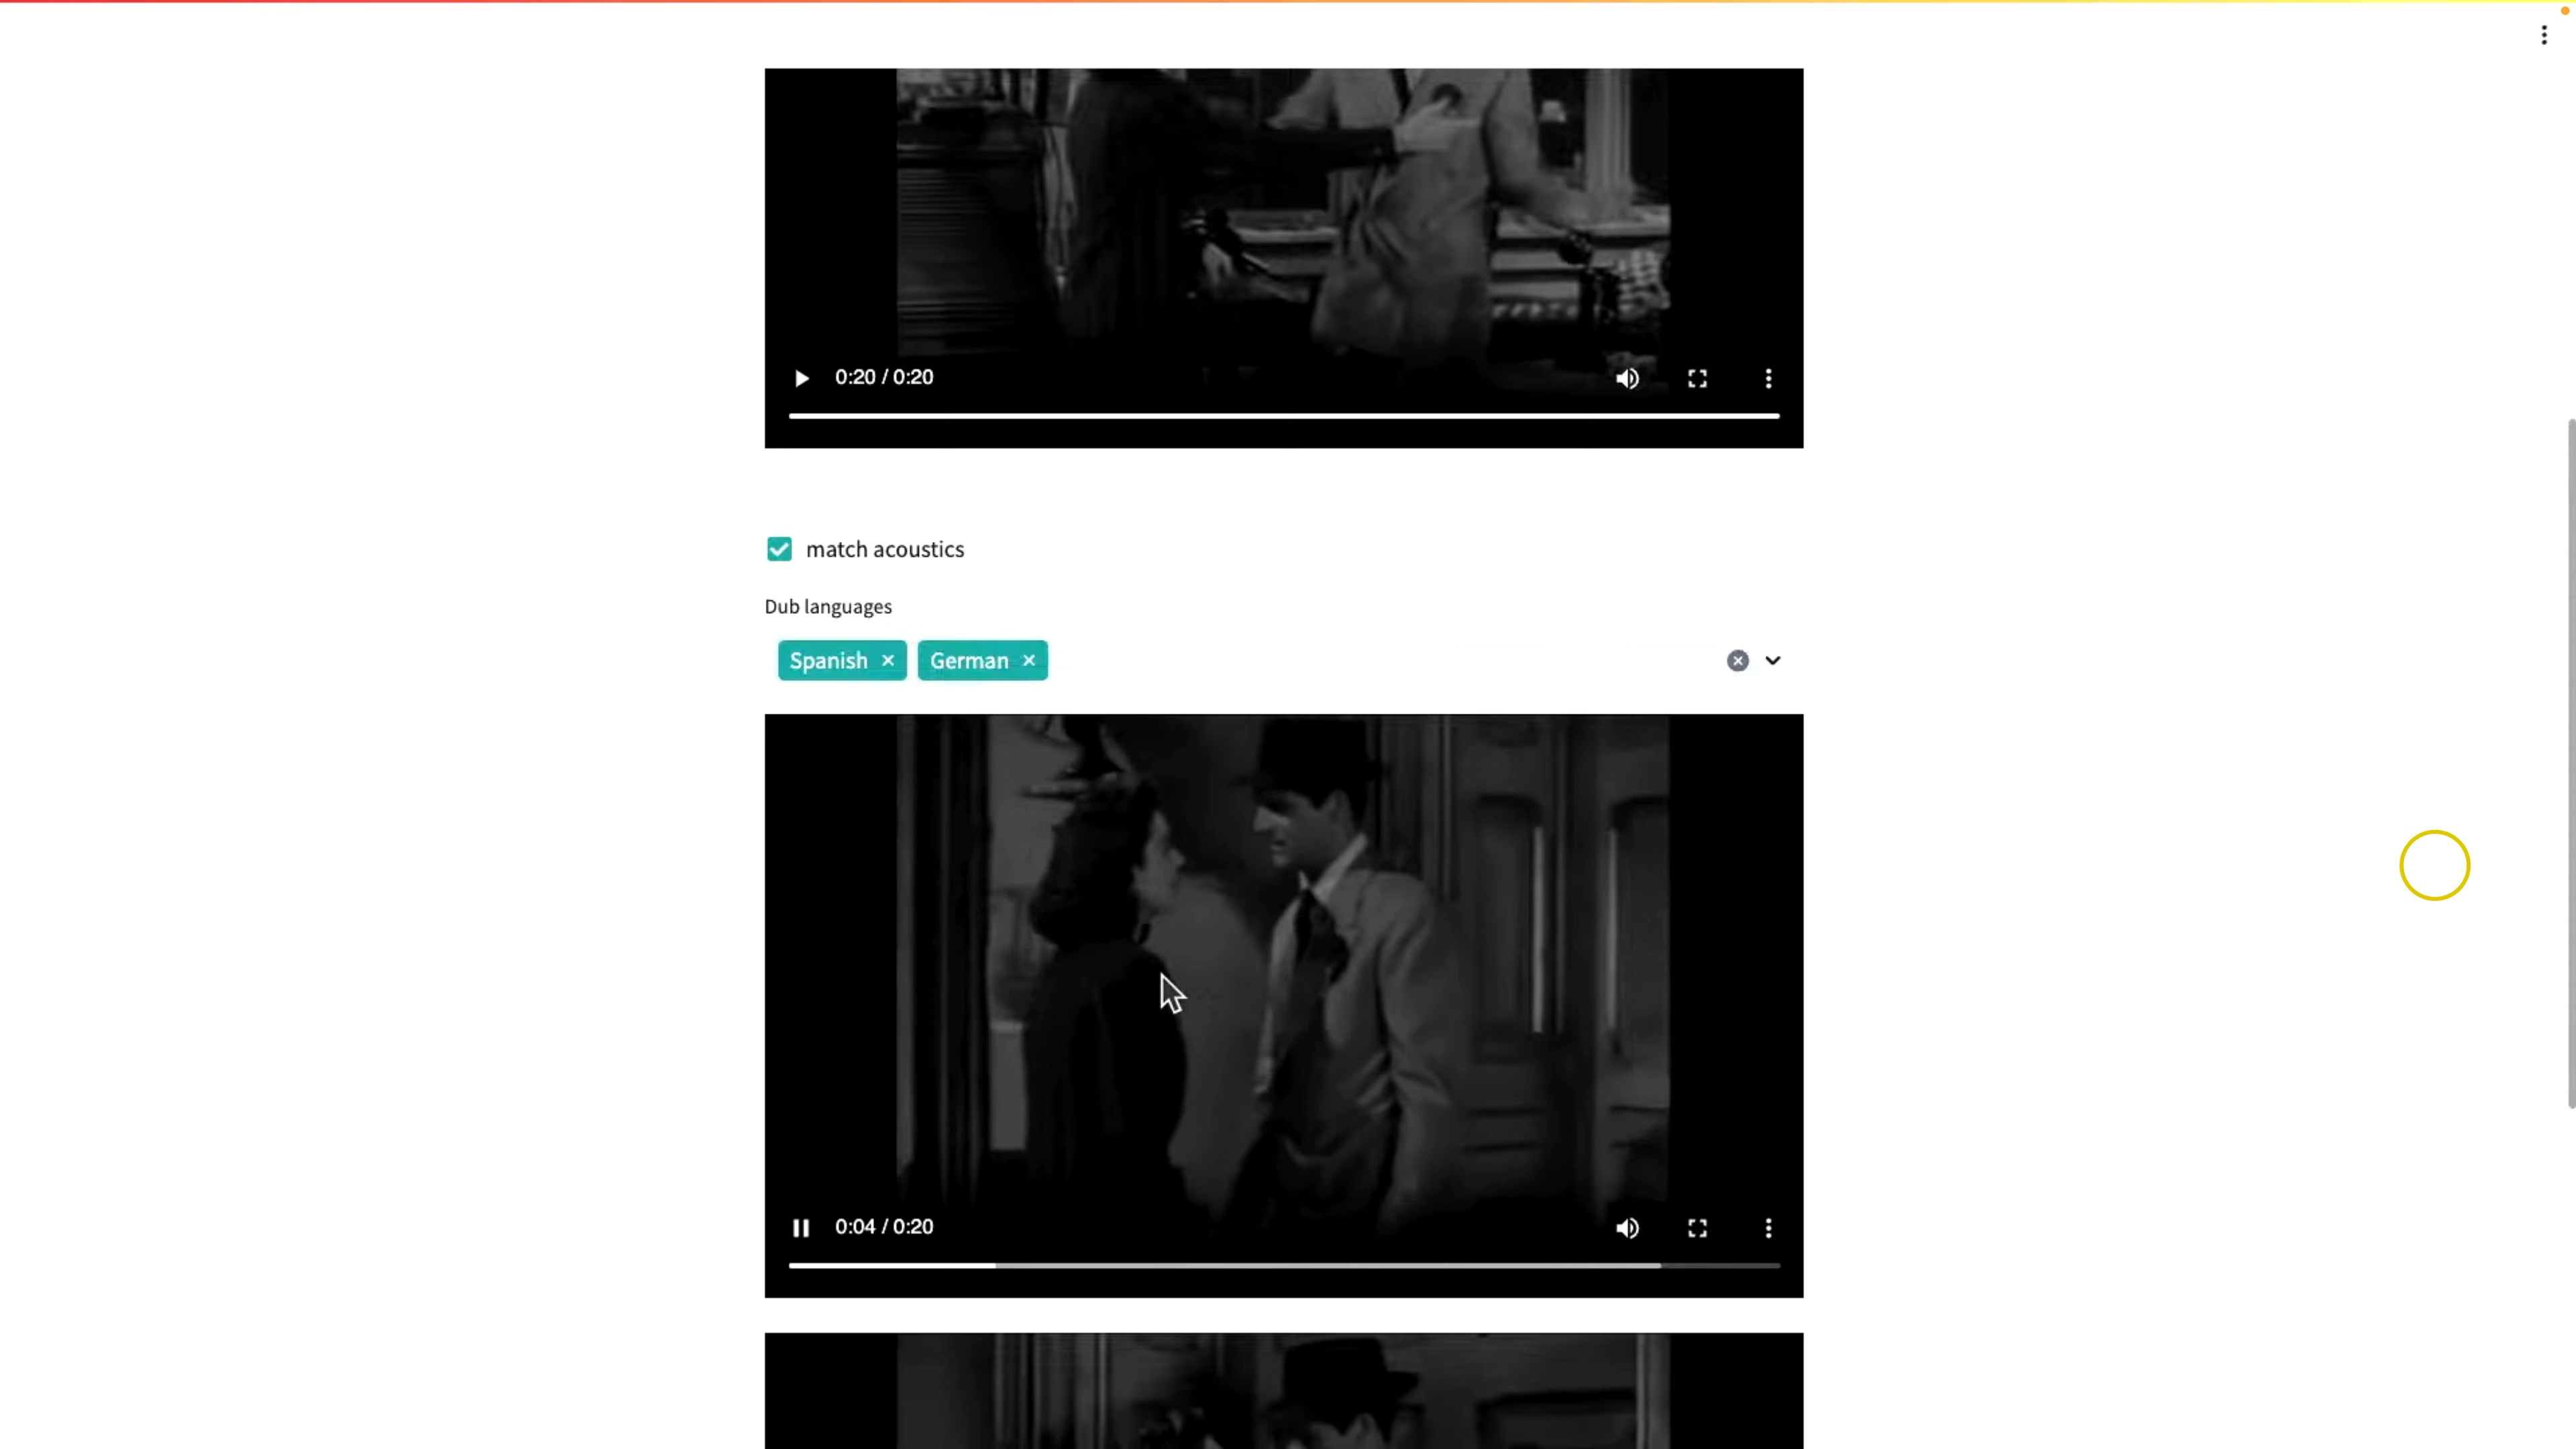 0:20 / 0:20
match acoustics
Dub languages
Spanish × German ×
0:04 / 0:20